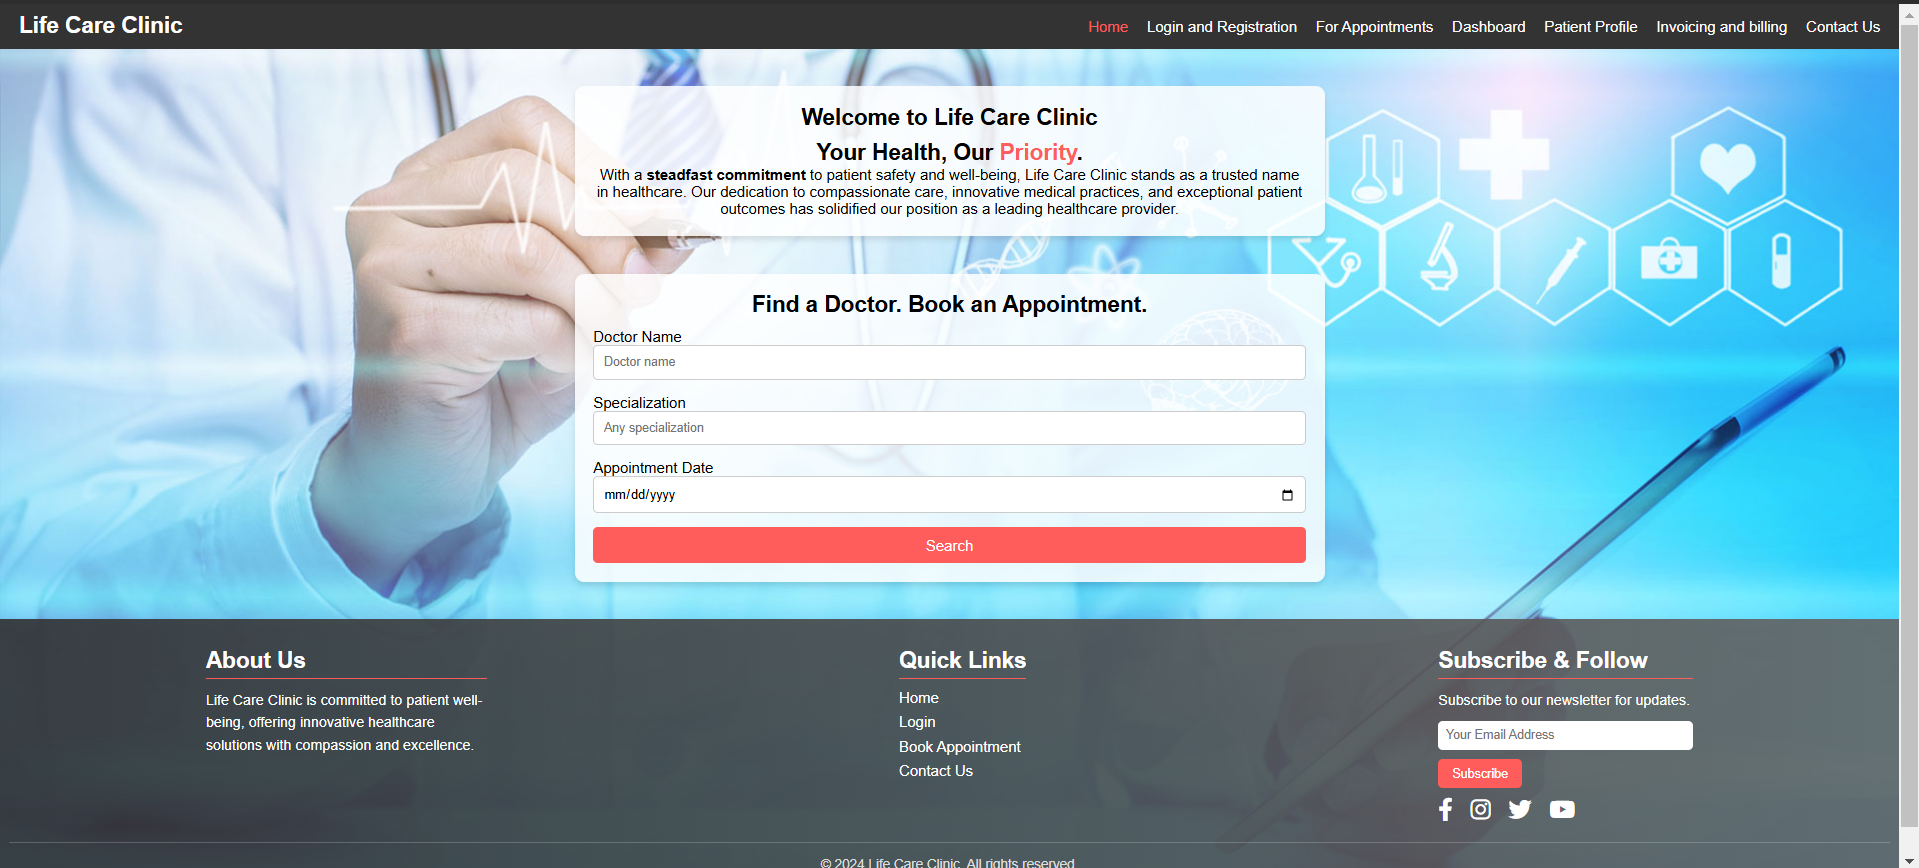 Life Care Clinic
Home Login and Registration For Appointments Dashboard Patient Profile Invoicing and billing Contact Us
Welcome to Life Care Clinic
Your Health, Our Priority.
With a steadfast commitment to patient safety and well-being, Life Care Clinic stands as a trusted name
in healthcare. Our dedication to compassionate care, innovative medical practices, and exceptional patient
outcomes has solidified our position as a leading healthcare provider.
Find a Doctor. Book an Appointment.
Doctor Name
Doctor name
Specialization
Any specialization
Appointment Date
mm/dd/yyyy
Search
About Us
Life Care Clinic is committed to patient well-
being, offering innovative healthcare
solutions with compassion and excellence.
Quick Links
Home
Login
Book Appointment
Contact Us
Subscribe & Follow
Subscribe to our newsletter for updates.
Your Email Address
Subscribe
© 2024 Life Care Clinic. All rights reserved